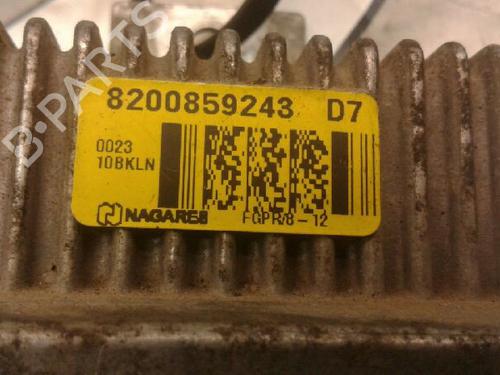 B-PARTS
8200859243 D7
0023
10BKLN
NAGARES FGPR/8-12